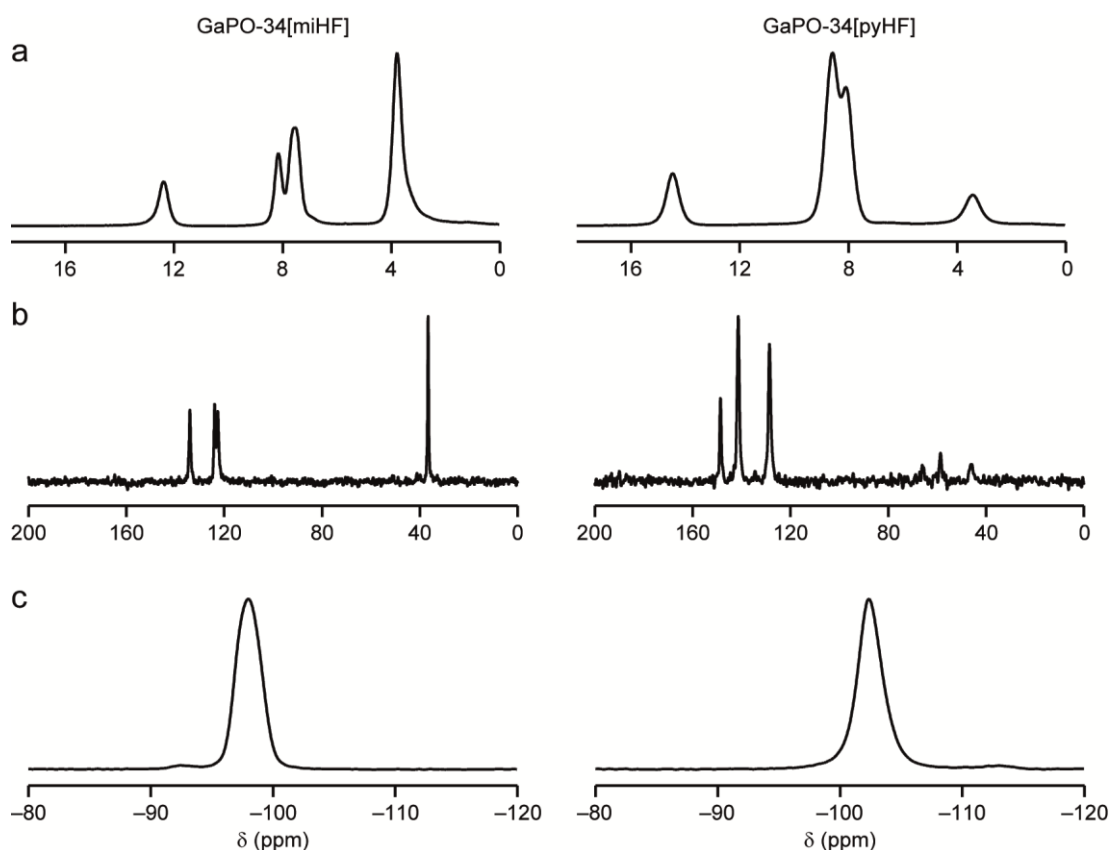 GaPO-34[miHF] GaPO-34[pyHF]
a
16 12 8 4 0 16 12 8 4 0
b
200 160 120 80 40 0 200 160 120 80 40 0
c
–80 –90 –100 –110 –120 –80 –90 –100 –110 –120
δ (ppm) δ (ppm)